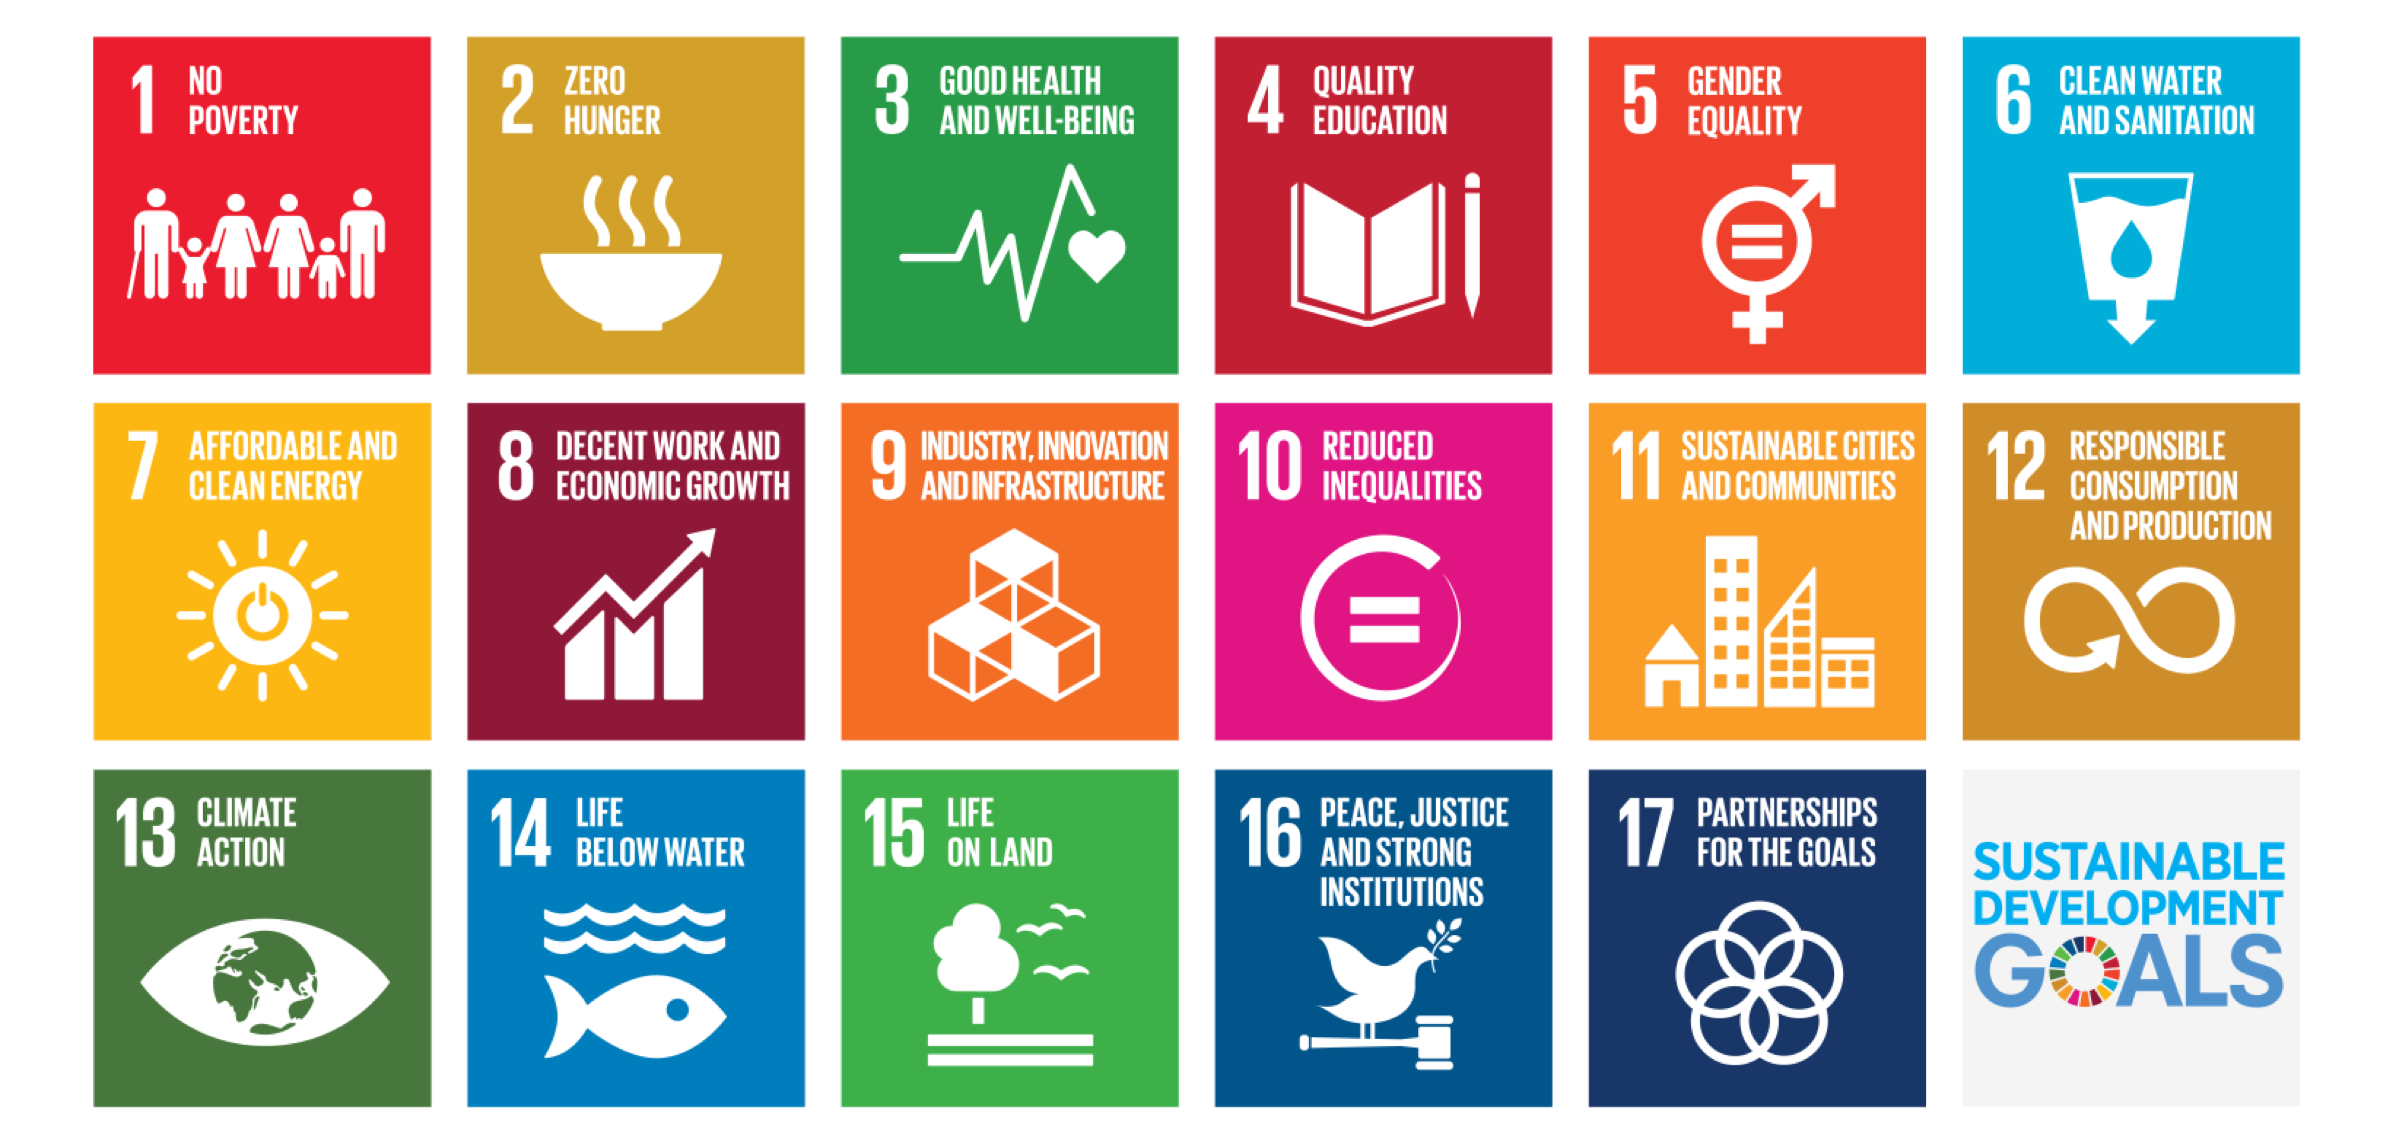 1 NO
POVERTY
2 ZERO
HUNGER
3 GOOD HEALTH
AND WELL-BEING
4 QUALITY
EDUCATION
5 GENDER
EQUALITY
6 CLEAN WATER
AND SANITATION
7 AFFORDABLE AND
CLEAN ENERGY
8 DECENT WORK AND
ECONOMIC GROWTH
9 INDUSTRY, INNOVATION
AND INFRASTRUCTURE
10 REDUCED
INEQUALITIES
11 SUSTAINABLE CITIES
AND COMMUNITIES
12 RESPONSIBLE
CONSUMPTION
AND PRODUCTION
13 CLIMATE
ACTION
14 LIFE
BELOW WATER
15 LIFE
ON LAND
16 PEACE, JUSTICE
AND STRONG
INSTITUTIONS
17 PARTNERSHIPS
FOR THE GOALS
SUSTAINABLE
DEVELOPMENT
GOALS